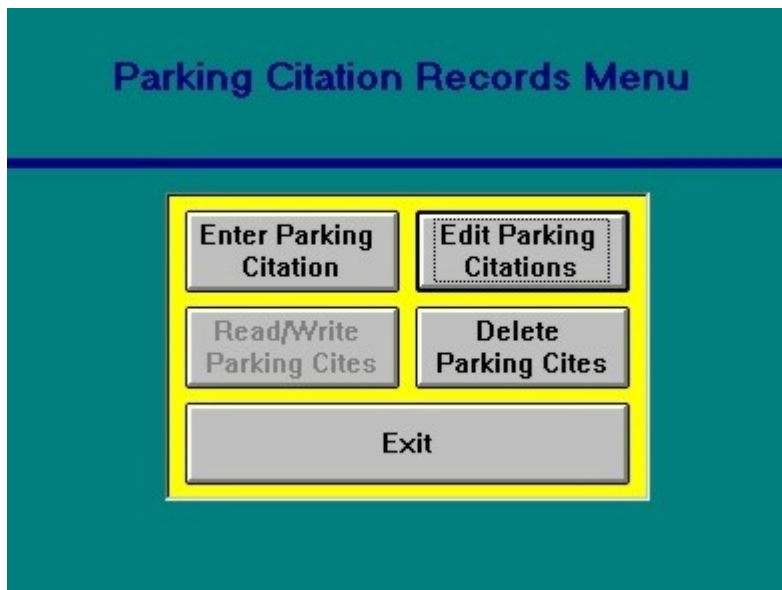 Parking Citation Records Menu
Enter Parking
Citation
Edit Parking
Citations
Read/Write
Parking Cites
Delete
Parking Cites
Exit